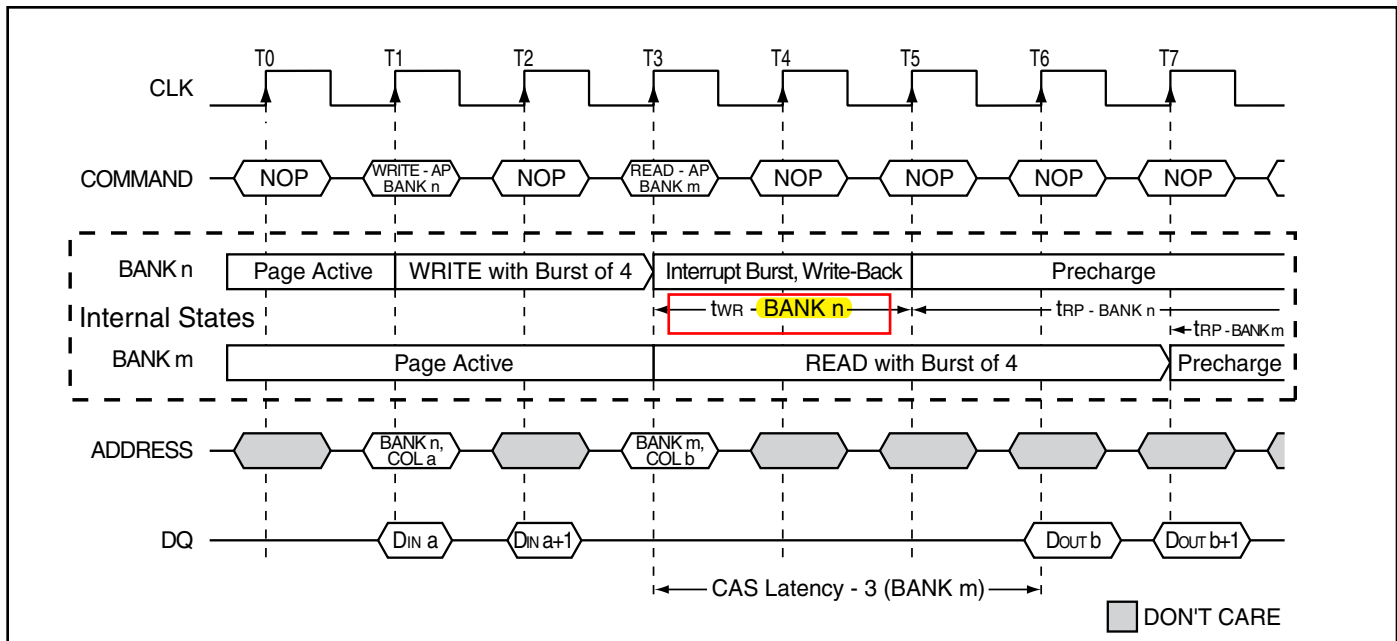 T0 T1 T2 T3 T4 T5 T6 T7
CLK
COMMAND NOP WRITE - AP BANK n NOP READ - AP BANK m NOP NOP NOP NOP
BANK n Page Active WRITE with Burst of 4 Interrupt Burst, Write-Back Precharge
tWR - BANK n tRP - BANK n
Internal States
tRP - BANK m
BANK m Page Active READ with Burst of 4 Precharge
ADDRESS BANK n, COL a BANK m, COL b
DQ DIN a DIN a+1 DOUT b DOUT b+1
CAS Latency - 3 (BANK m)
DON'T CARE